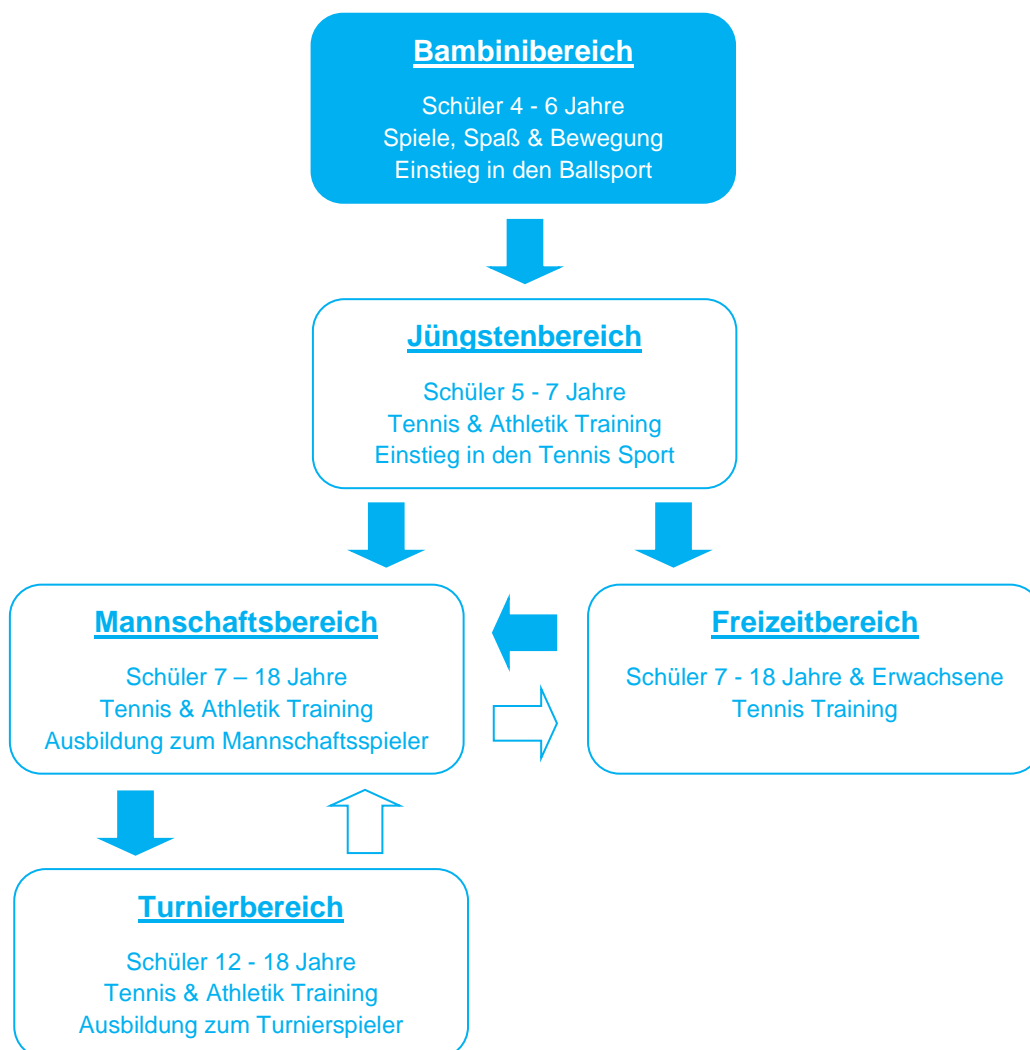 Bambinibereich
Schüler 4 - 6 Jahre
Spiele, Spaß & Bewegung
Einstieg in den Ballsport
Jüngstenbereich
Schüler 5 - 7 Jahre
Tennis & Athletik Training
Einstieg in den Tennis Sport
Mannschaftsbereich
Schüler 7 – 18 Jahre
Tennis & Athletik Training
Ausbildung zum Mannschaftsspieler
Freizeitbereich
Schüler 7 - 18 Jahre & Erwachsene
Tennis Training
Turnierbereich
Schüler 12 - 18 Jahre
Tennis & Athletik Training
Ausbildung zum Turnierspieler